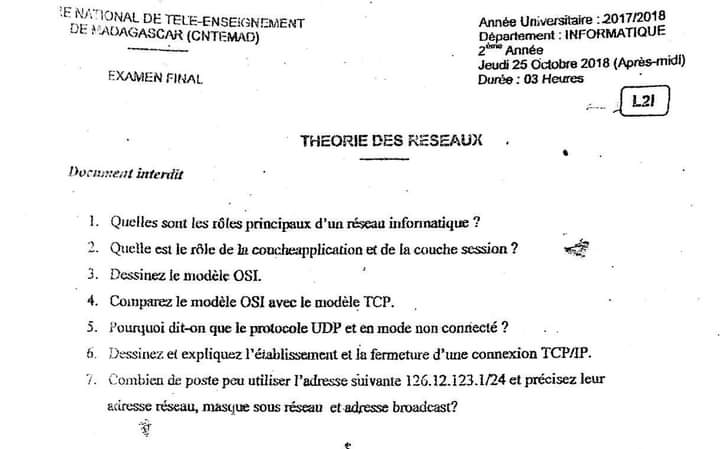 RE NATIONAL DE TELE-ENSEIGNEMENT
DE MADAGASCAR (CNTEMAD)
EXAMEN FINAL
Année Universitaire : 2017/2018
Département : INFORMATIQUE
2ème Année
Jeudi 25 Octobre 2018 (Après-midi)
Durée : 03 Heures
L2I
THEORIE DES RESEAUX
Document interdit
1. Quelles sont les rôles principaux d'un réseau informatique ?
2. Quelle est le rôle de la coucheapplication et de la couche session ?
3. Dessinez le modèle OSI.
4. Comparez le modèle OSI avec le modèle TCP.
5. Pourquoi dit-on que le protocole UDP et en mode non connecté ?
6. Dessinez et expliquez l'établissement et la fermeture d'une connexion TCP/IP.
7. Combien de poste peu utiliser l'adresse suivante 126.12.123.1/24 et précisez leur
adresse réseau, masque sous réseau et adresse broadcast?